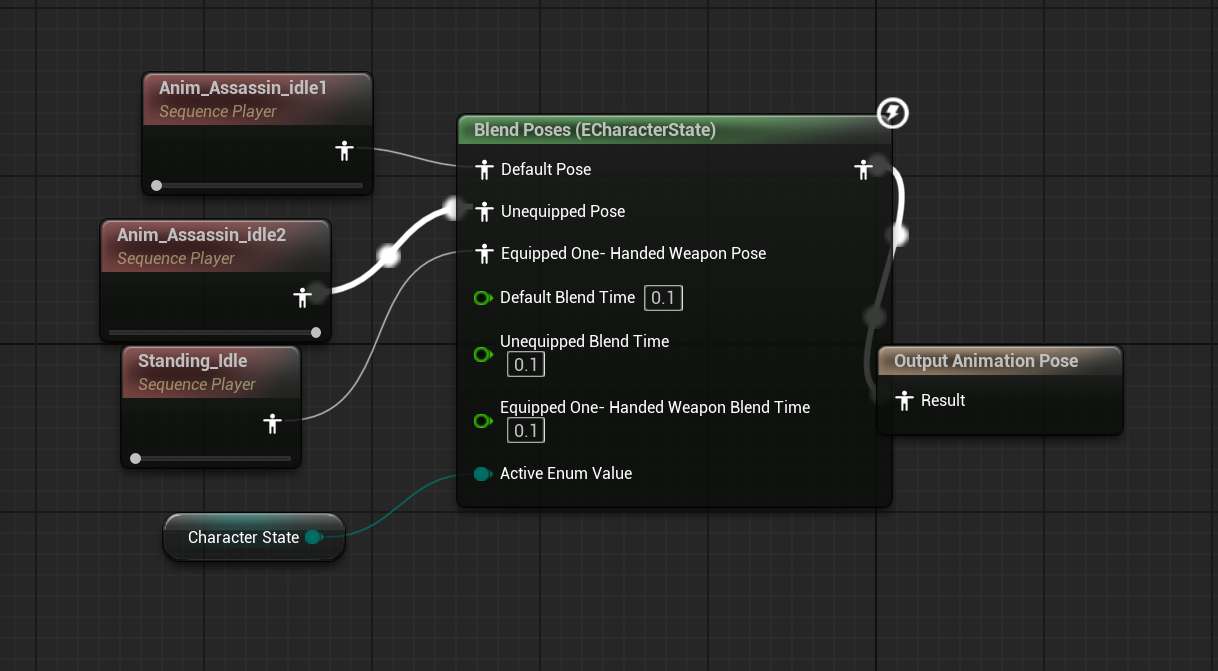 Anim_Assassin_idle1
Sequence Player
Anim_Assassin_idle2
Sequence Player
Standing_Idle
Sequence Player
Character State
Blend Poses (ECharacterState)
Default Pose
Unequipped Pose
Equipped One- Handed Weapon Pose
Default Blend Time 0.1
Unequipped Blend Time
0.1
Equipped One- Handed Weapon Blend Time
0.1
Active Enum Value
Output Animation Pose
Result